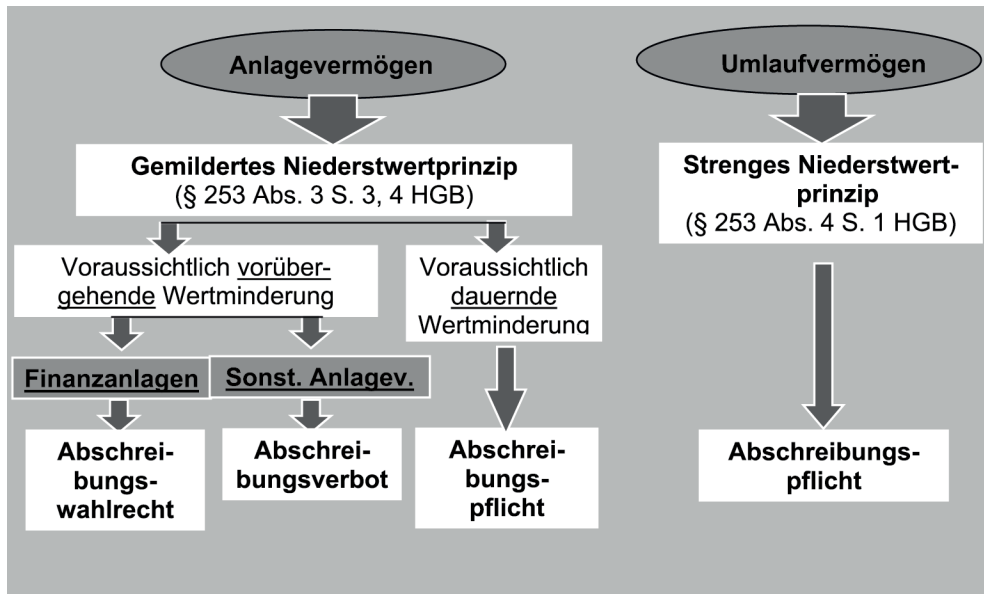 Anlagevermögen
Umlaufvermögen
Gemildertes Niederstwertprinzip
(§ 253 Abs. 3 S. 3, 4 HGB)
Strenges Niederstwert-
prinzip
(§ 253 Abs. 4 S. 1 HGB)
Voraussichtlich vorüber-
gehende Wertminderung
Voraussichtlich
dauernde
Wertminderung
Finanzanlagen
Sonst. Anlagev.
Abschrei-
bungs-
wahlrecht
Abschrei-
bungsverbot
Abschrei-
bungs-
pflicht
Abschreibungs-
pflicht